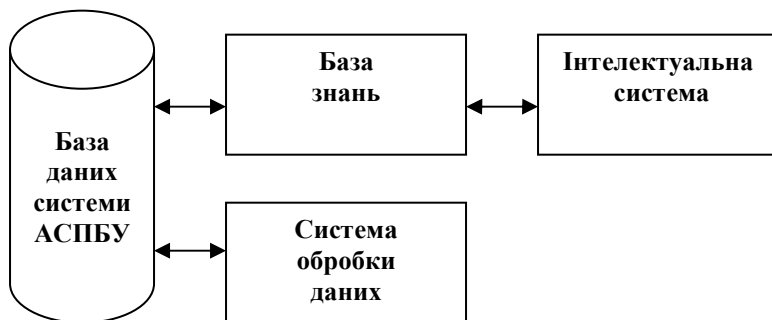 База
даних
системи
АСПБУ
База
знань
Інтелектуальна
система
Система
обробки
даних